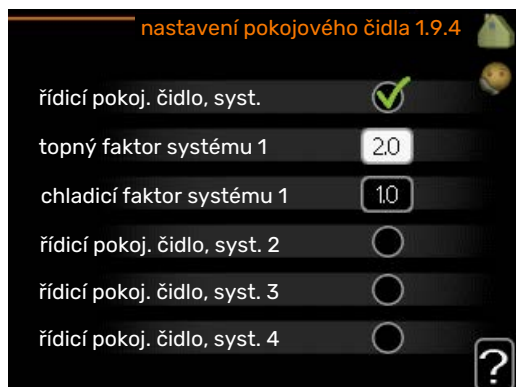 nastavení pokojového čidla 1.9.4
řídicí pokoj. čidlo, syst.
topný faktor systému 1 2.0
chladicí faktor systému 1 1.0
řídicí pokoj. čidlo, syst. 2
řídicí pokoj. čidlo, syst. 3
řídicí pokoj. čidlo, syst. 4
?